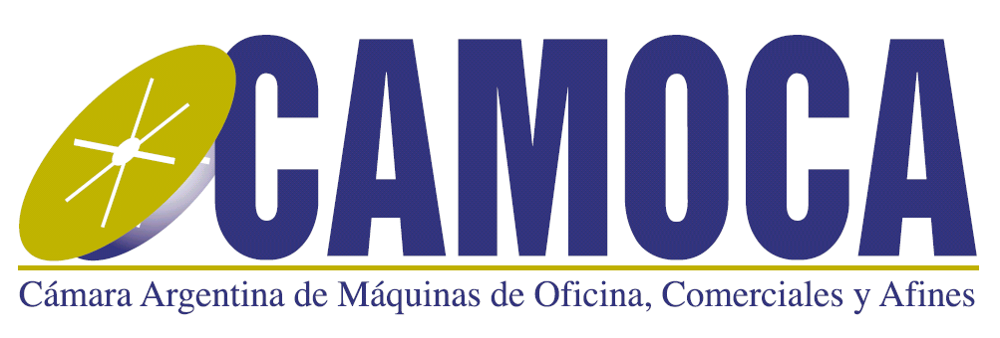 CAMOCA
Cámara Argentina de Máquinas de Oficina, Comerciales y Afines